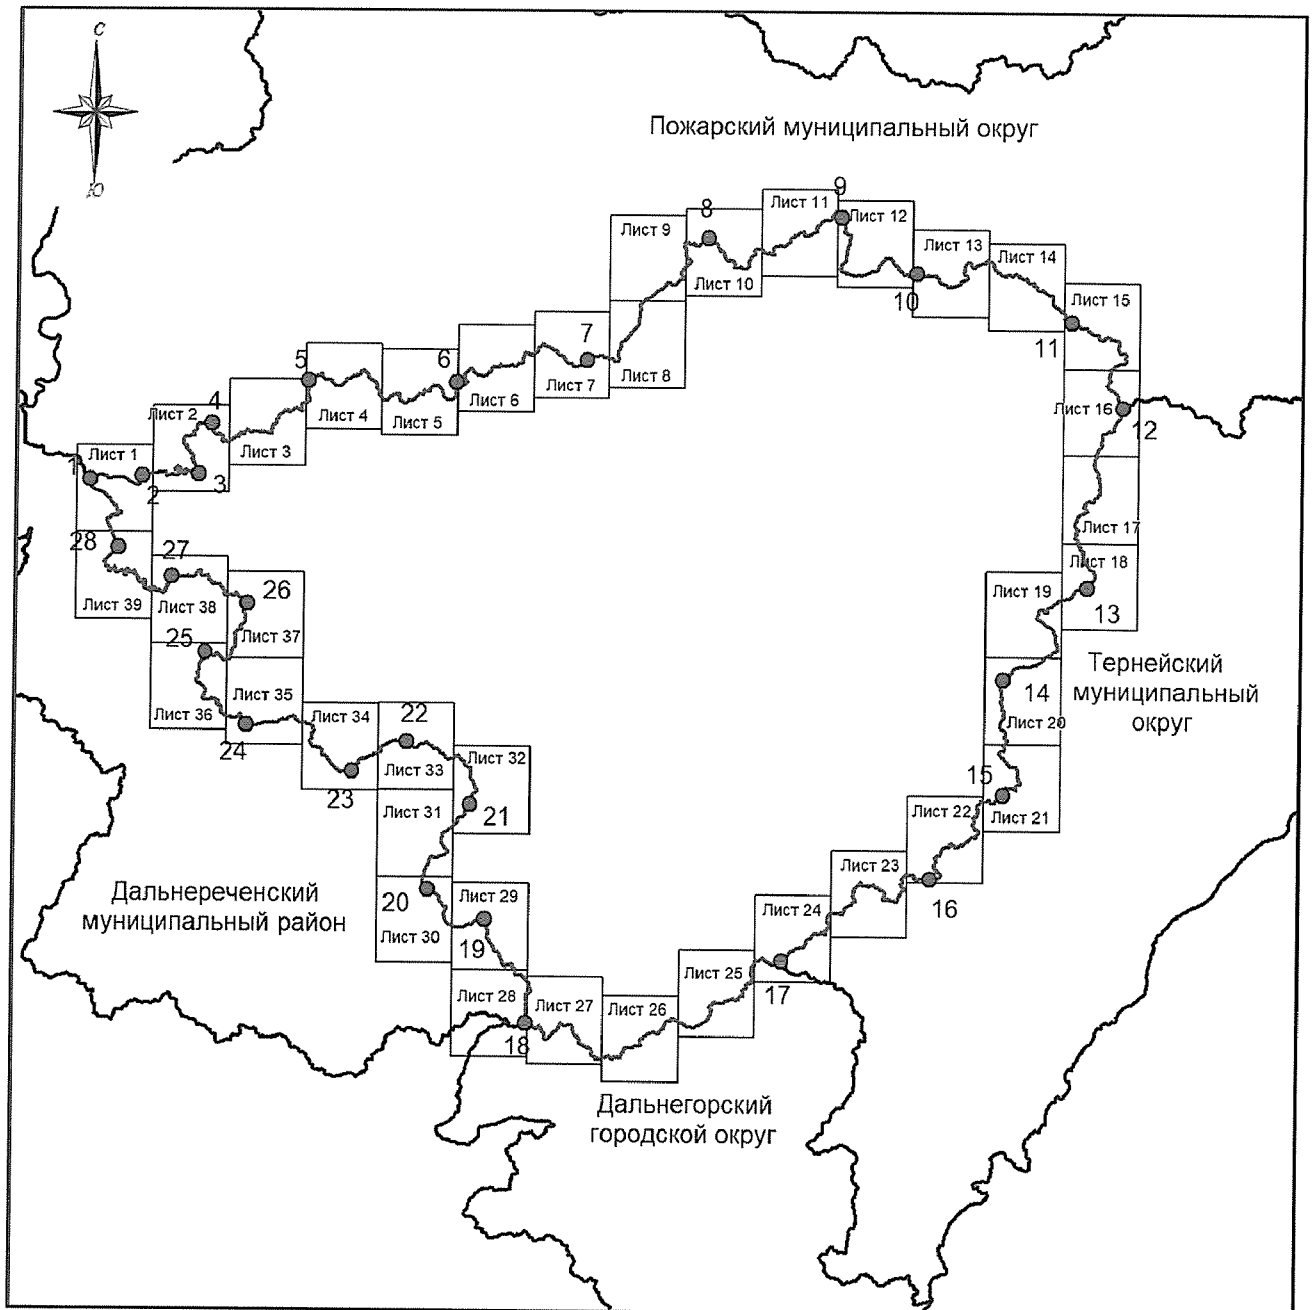 С
Ю
Пожарский муниципальный округ
9
8
Лист 11
Лист 12
Лист 9
Лист 13
Лист 14
Лист 10
10
Лист 15
7
11
5
6
Лист 8
Лист 7
Лист 6
4
Лист 2
Лист 4
Лист 5
Лист 16
12
Лист 3
Лист 1
1
3
2
Лист 17
28
27
Лист 18
26
Лист 19
Лист 39
Лист 38
13
25
Лист 37
Тернейский
муниципальный
округ
14
Лист 35
Лист 36
Лист 34
22
Лист 20
24
Лист 32
Лист 33
15
23
Лист 31
21
Лист 22
Лист 21
Лист 23
Дальнереченский
муниципальный район
20
Лист 29
16
Лист 24
Лист 30
19
Лист 25
17
Лист 28
Лист 27
Лист 26
18
Дальнегорский
городской округ